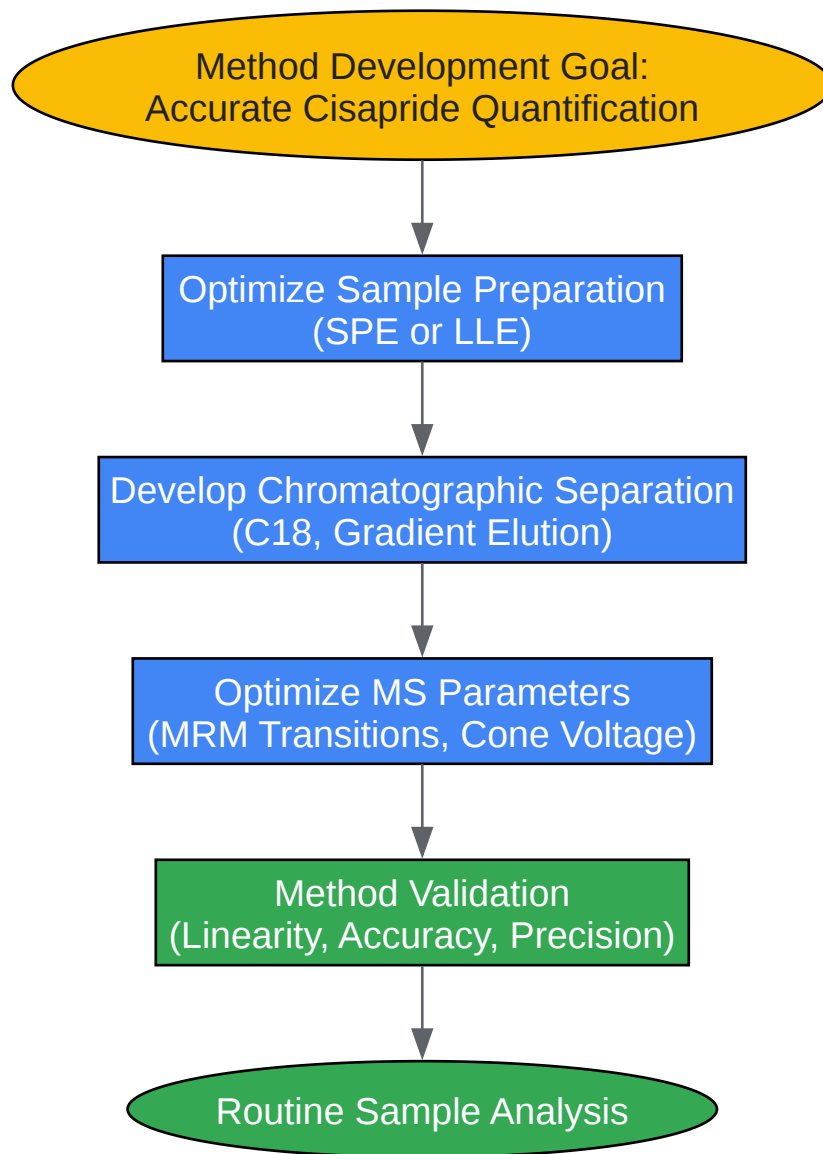 Method Development Goal:
Accurate Cisapride Quantification
Optimize Sample Preparation
(SPE or LLE)
Develop Chromatographic Separation
(C18, Gradient Elution)
Optimize MS Parameters
(MRM Transitions, Cone Voltage)
Method Validation
(Linearity, Accuracy, Precision)
Routine Sample Analysis